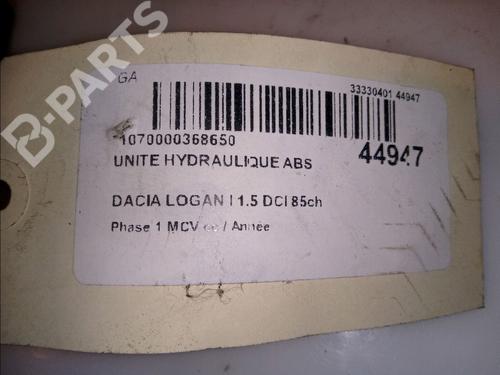 B-PARTS
GA
33330401 44947
1070000368650
UNITE HYDRAULIQUE ABS
44947
DACIA LOGAN I 1.5 DCI 85ch
Phase 1 MCV / Année